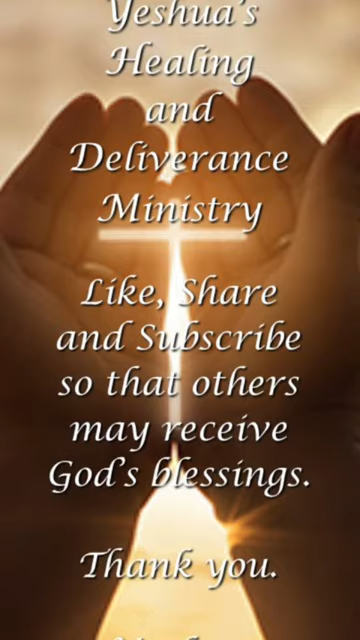 Yeshua's
Healing
and
Deliverance
Ministry
Like, Share
and Subscribe
so that others
may receive
God's blessings.
Thank you.